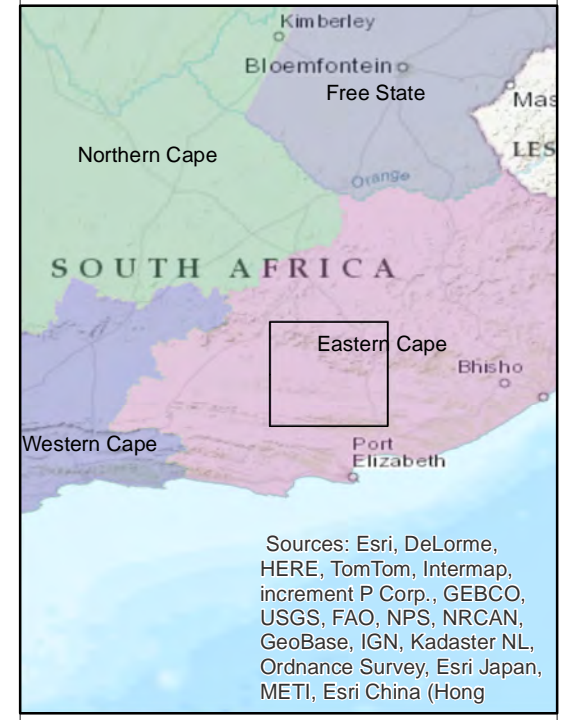 Kimberley
Bloemfontein
Free State
Mas
Northern Cape
LES
Orange
SOUTH AFRICA
Eastern Cape
Bhisho
Western Cape
Port
Elizabeth
Sources: Esri, DeLorme,
HERE, TomTom, Intermap,
increment P Corp., GEBCO,
USGS, FAO, NPS, NRCAN,
GeoBase, IGN, Kadaster NL,
Ordnance Survey, Esri Japan,
METI, Esri China (Hong